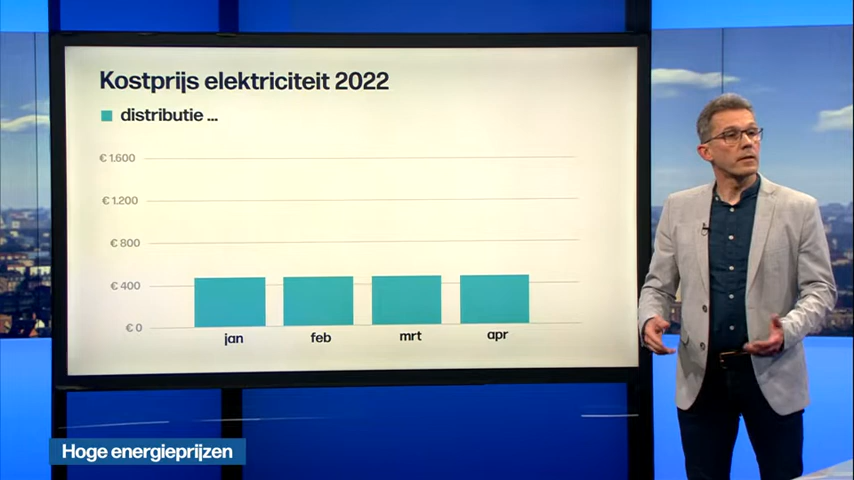 Kostprijs elektriciteit 2022
distributie ...
€ 1.600
€ 1.200
€ 800
€ 400
€ 0
jan feb mrt apr
Hoge energieprijzen